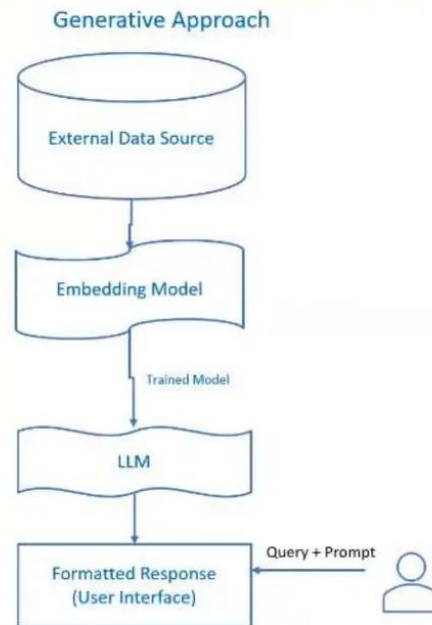 Generative Approach
External Data Source
Embedding Model
Trained Model
LLM
Query + Prompt
Formatted Response
(User Interface)